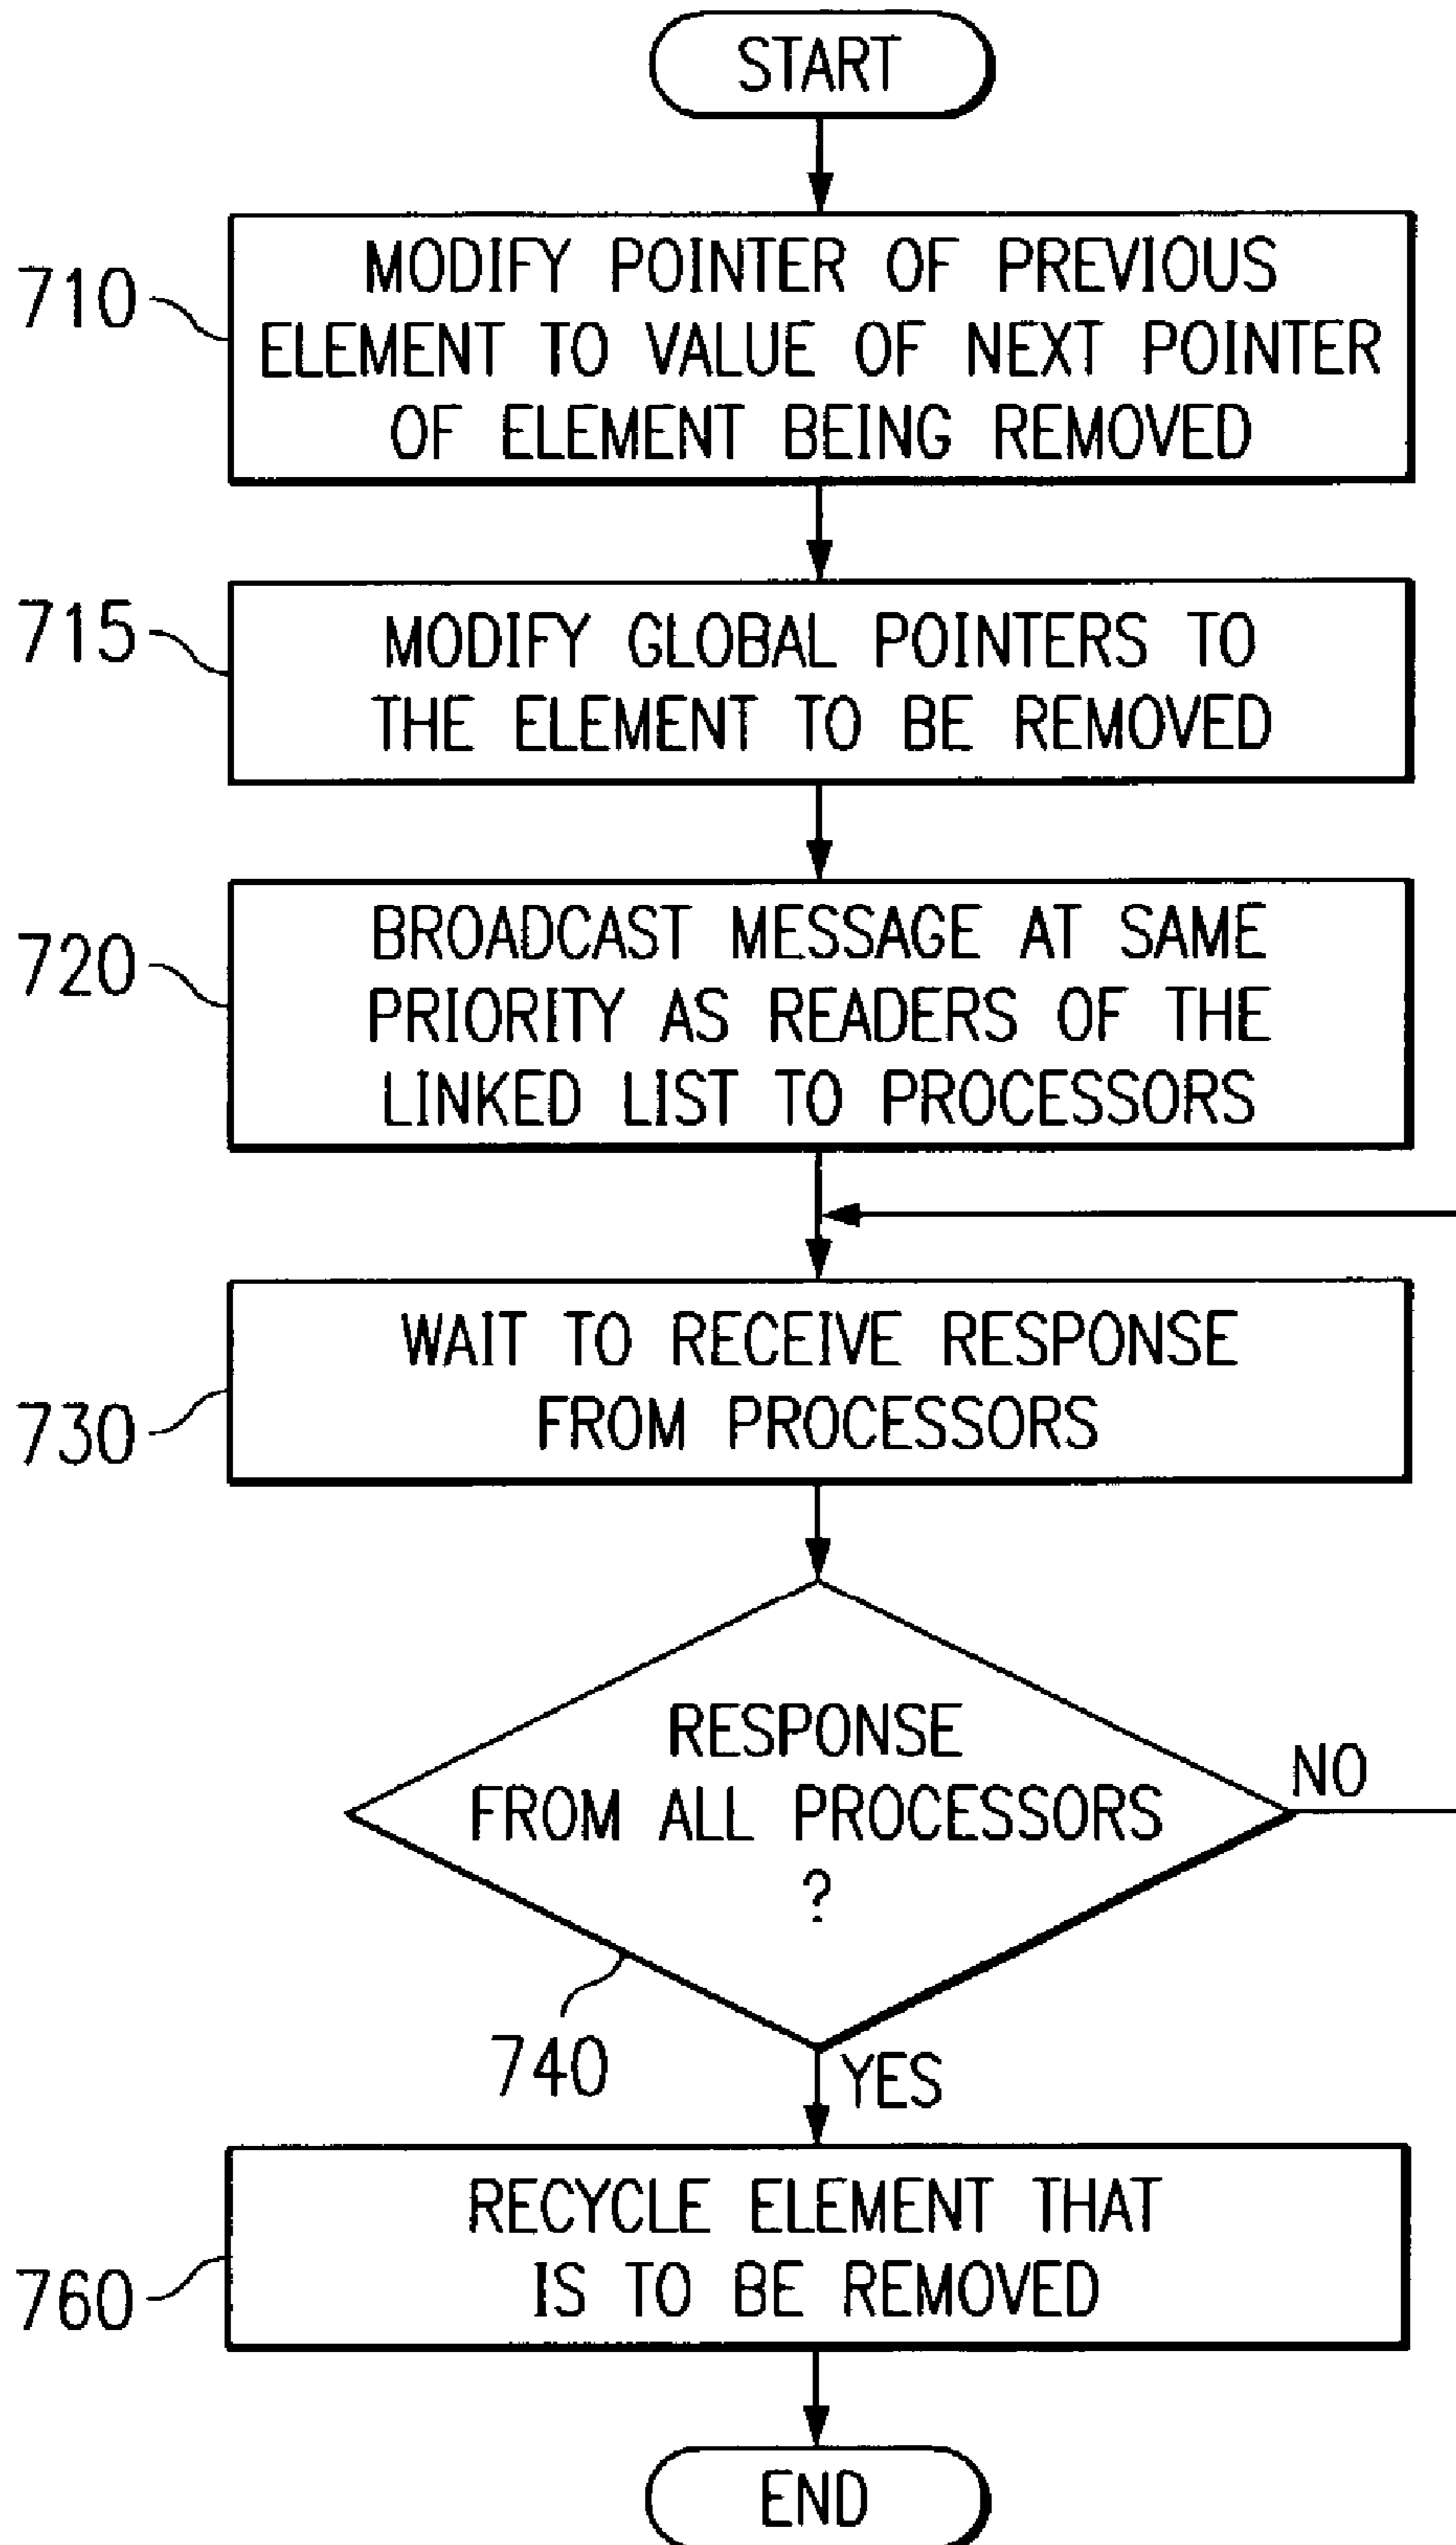 START
710
MODIFY POINTER OF PREVIOUS
ELEMENT TO VALUE OF NEXT POINTER
OF ELEMENT BEING REMOVED
715
MODIFY GLOBAL POINTERS TO
THE ELEMENT TO BE REMOVED
720
BROADCAST MESSAGE AT SAME
PRIORITY AS READERS OF THE
LINKED LIST TO PROCESSORS
730
WAIT TO RECEIVE RESPONSE
FROM PROCESSORS
RESPONSE
FROM ALL PROCESSORS
?
NO
740
YES
760
RECYCLE ELEMENT THAT
IS TO BE REMOVED
END